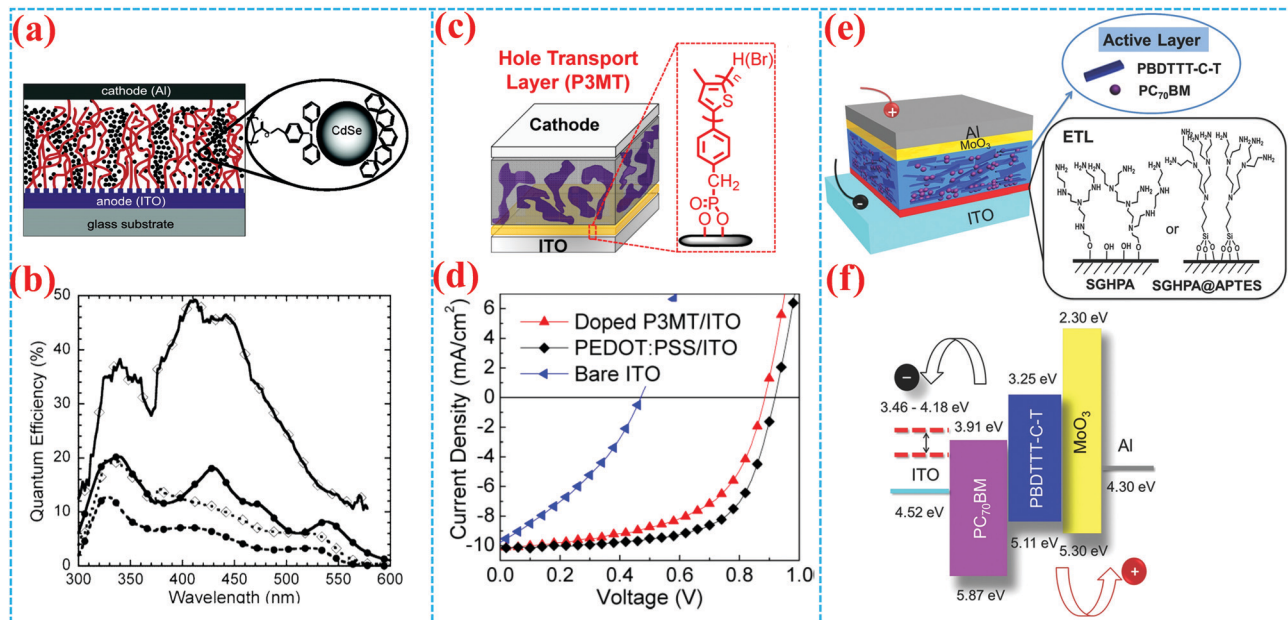 (a)
cathode (Al)
CdSe
anode (ITO)
glass substrate
(b)
50
40
30
20
10
0
Quantum Efficiency (%)
300
350
400
450
500
550
600
Wavelength (nm)
(c)
Hole Transport
Layer (P3MT)
Cathode
ITO
H(Br)
n
S
CH2
P
O
O
O
(d)
6
4
2
0
-2
-4
-6
-8
-10
Current Density (mA/cm²)
Doped P3MT/ITO
PEDOT:PSS/ITO
Bare ITO
0.0
0.2
0.4
0.6
0.8
1.0
Voltage (V)
(e)
Active Layer
PBDTTT-C-T
PC70BM
+
Al
MoO3
-
ITO
ETL
or
SGHPA
SGHPA@APTES
(f)
2.30 eV
3.25 eV
3.46 - 4.18 eV
3.91 eV
ITO
4.52 eV
PC70BM
PBDTTT-C-T
MoO3
Al
4.30 eV
5.11 eV
5.30 eV
5.87 eV
-
+